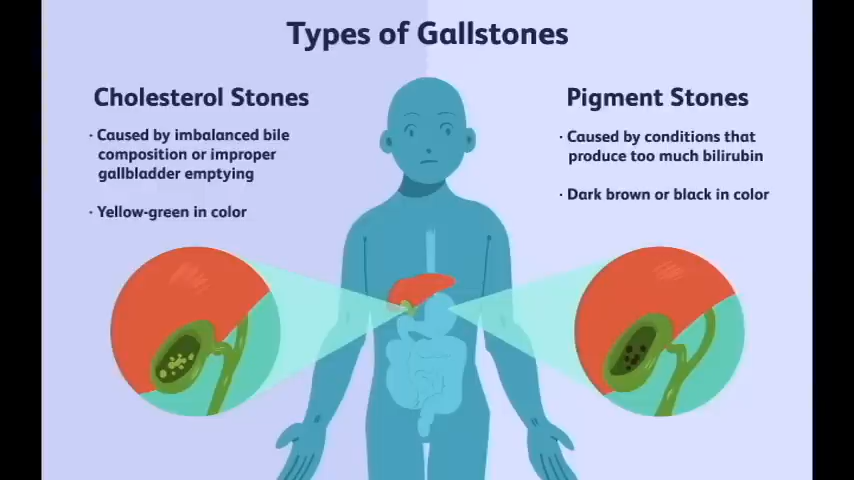 Types of Gallstones
Cholesterol Stones
· Caused by imbalanced bile
composition or improper
gallbladder emptying
· Yellow-green in color
Pigment Stones
· Caused by conditions that
produce too much bilirubin
· Dark brown or black in color